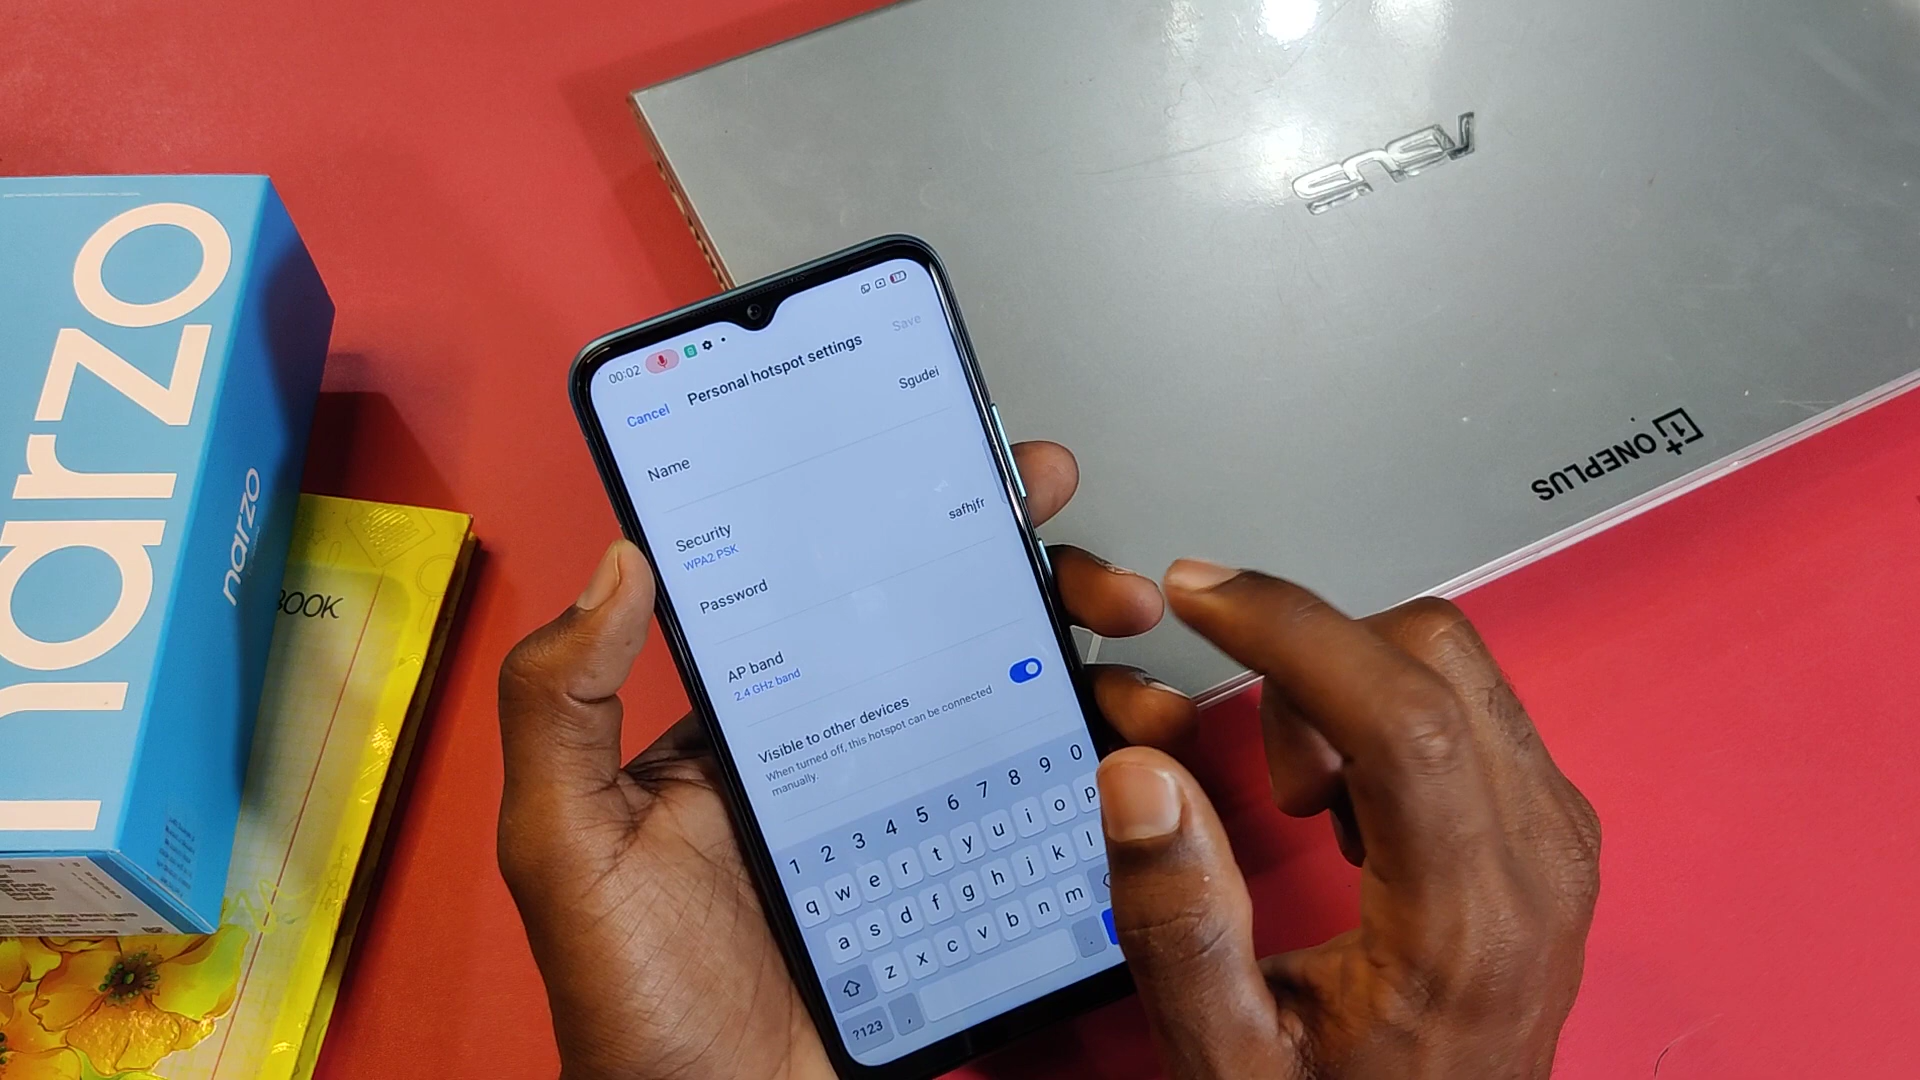 narzo
narzo
BOOK
ASUS
ONEPLUS
00:02
17
Cancel
Personal hotspot settings
Save
Name
Sgudei
Security
WPA2 PSK
Password
safhjfr
AP band
2.4 GHz band
Visible to other devices
When turned off, this hotspot can be connected
manually.
1 2 3 4 5 6 7 8 9 0
q w e r t y u i o p
a s d f g h j k l
z x c v b n m
?123 , .